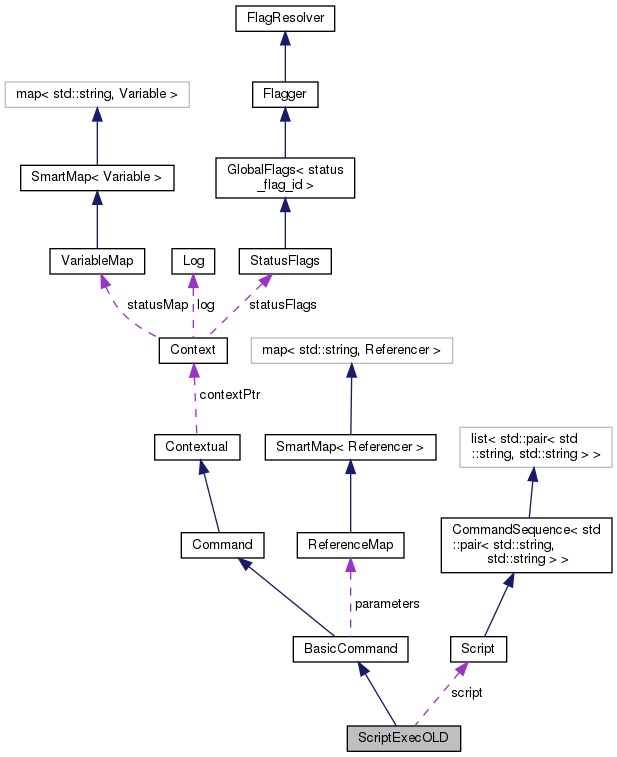 FlagResolver
map< std::string, Variable >
Flagger
SmartMap< Variable >
GlobalFlags< status
_flag_id >
VariableMap
Log
StatusFlags
statusMap
log
statusFlags
Context
map< std::string, Referencer >
contextPtr
Contextual
SmartMap< Referencer >
list< std::pair< std
::string, std::string > >
Command
ReferenceMap
CommandSequence< std
::pair< std::string,
std::string > >
parameters
BasicCommand
Script
script
ScriptExecOLD